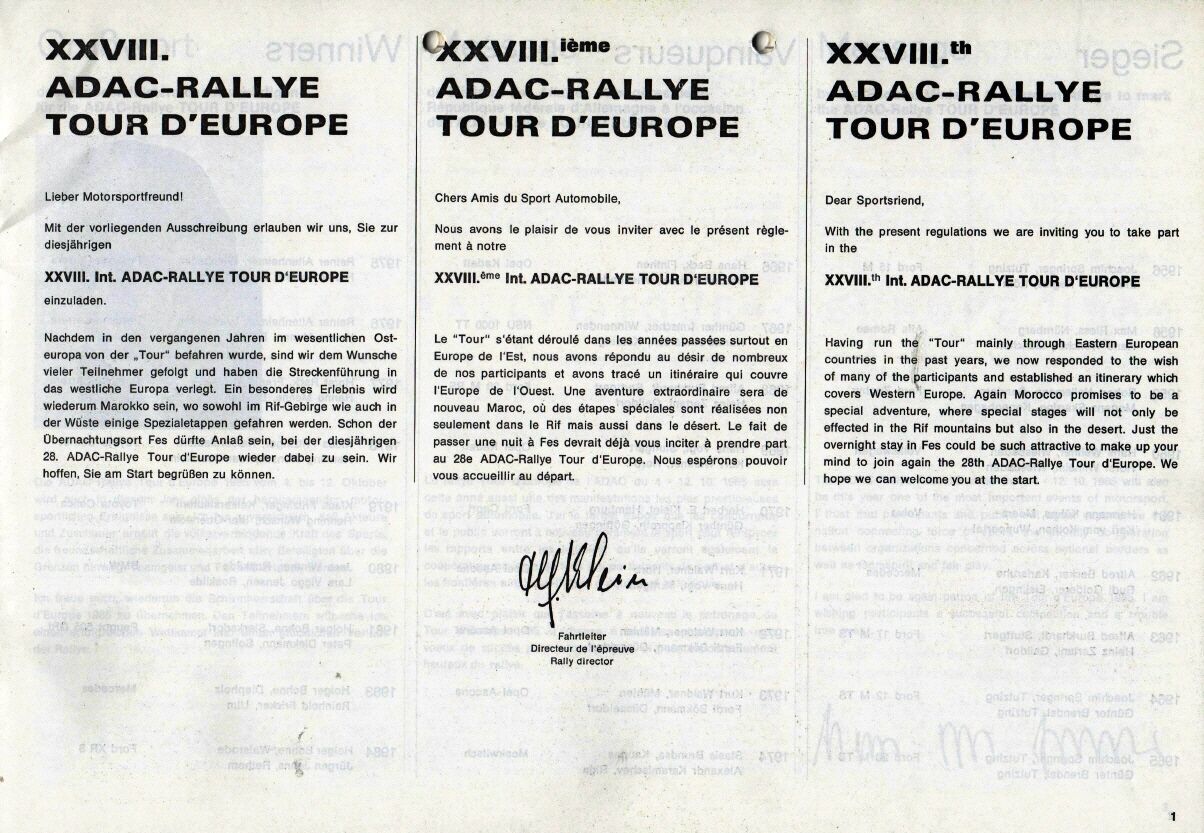 XXVIII.
ADAC-RALLYE
TOUR D'EUROPE
Lieber Motorsportfreund!
Mit der vorliegenden Ausschreibung erlauben wir uns, Sie zur
diesjährigen
XXVIII. Int. ADAC-RALLYE TOUR D'EUROPE
einzuladen.
Nachdem in den vergangenen Jahren im wesentlichen Ost-
europa von der „Tour" befahren wurde, sind wir dem Wunsche
vieler Teilnehmer gefolgt und haben die Streckenführung in
das westliche Europa verlegt. Ein besonderes Erlebnis wird
wiederum Marokko sein, wo sowohl im Rif-Gebirge wie auch in
der Wüste einige Spezialetappen gefahren werden. Schon der
Übernachtungsort Fes dürfte Anlaß sein, bei der diesjährigen
28. ADAC-Rallye Tour d'Europe wieder dabei zu sein. Wir
hoffen, Sie am Start begrüßen zu können.
XXVIII.ième
ADAC-RALLYE
TOUR D'EUROPE
Chers Amis du Sport Automobile,
Nous avons le plaisir de vous inviter avec le présent règle-
ment à notre
XXVIII.ème Int. ADAC-RALLYE TOUR D'EUROPE
Le "Tour" s'étant déroulé dans les années passées surtout en
Europe de l'Est, nous avons répondu au désir de nombreux
de nos participants et avons tracé un itinéraire qui couvre
l'Europe de l'Ouest. Une aventure extraordinaire sera de
nouveau Maroc, où des étapes spéciales sont réalisées non
seulement dans le Rif mais aussi dans le désert. Le fait de
passer une nuit à Fes devrait déjà vous inciter à prendre part
au 28e ADAC-Rallye Tour d'Europe. Nous espérons pouvoir
vous accueillir au départ.
Fahrtleiter
Directeur de l'épreuve
Rally director
XXVIII.th
ADAC-RALLYE
TOUR D'EUROPE
Dear Sportsriend,
With the present regulations we are inviting you to take part
in the
XXVIII.th Int. ADAC-RALLYE TOUR D'EUROPE
Having run the "Tour" mainly through Eastern European
countries in the past years, we now responded to the wish
of many of the participants and established an itinerary which
covers Western Europe. Again Morocco promises to be a
special adventure, where special stages will not only be
effected in the Rif mountains but also in the desert. Just the
overnight stay in Fes could be such attractive to make up your
mind to join again the 28th ADAC-Rallye Tour d'Europe. We
hope we can welcome you at the start.
1